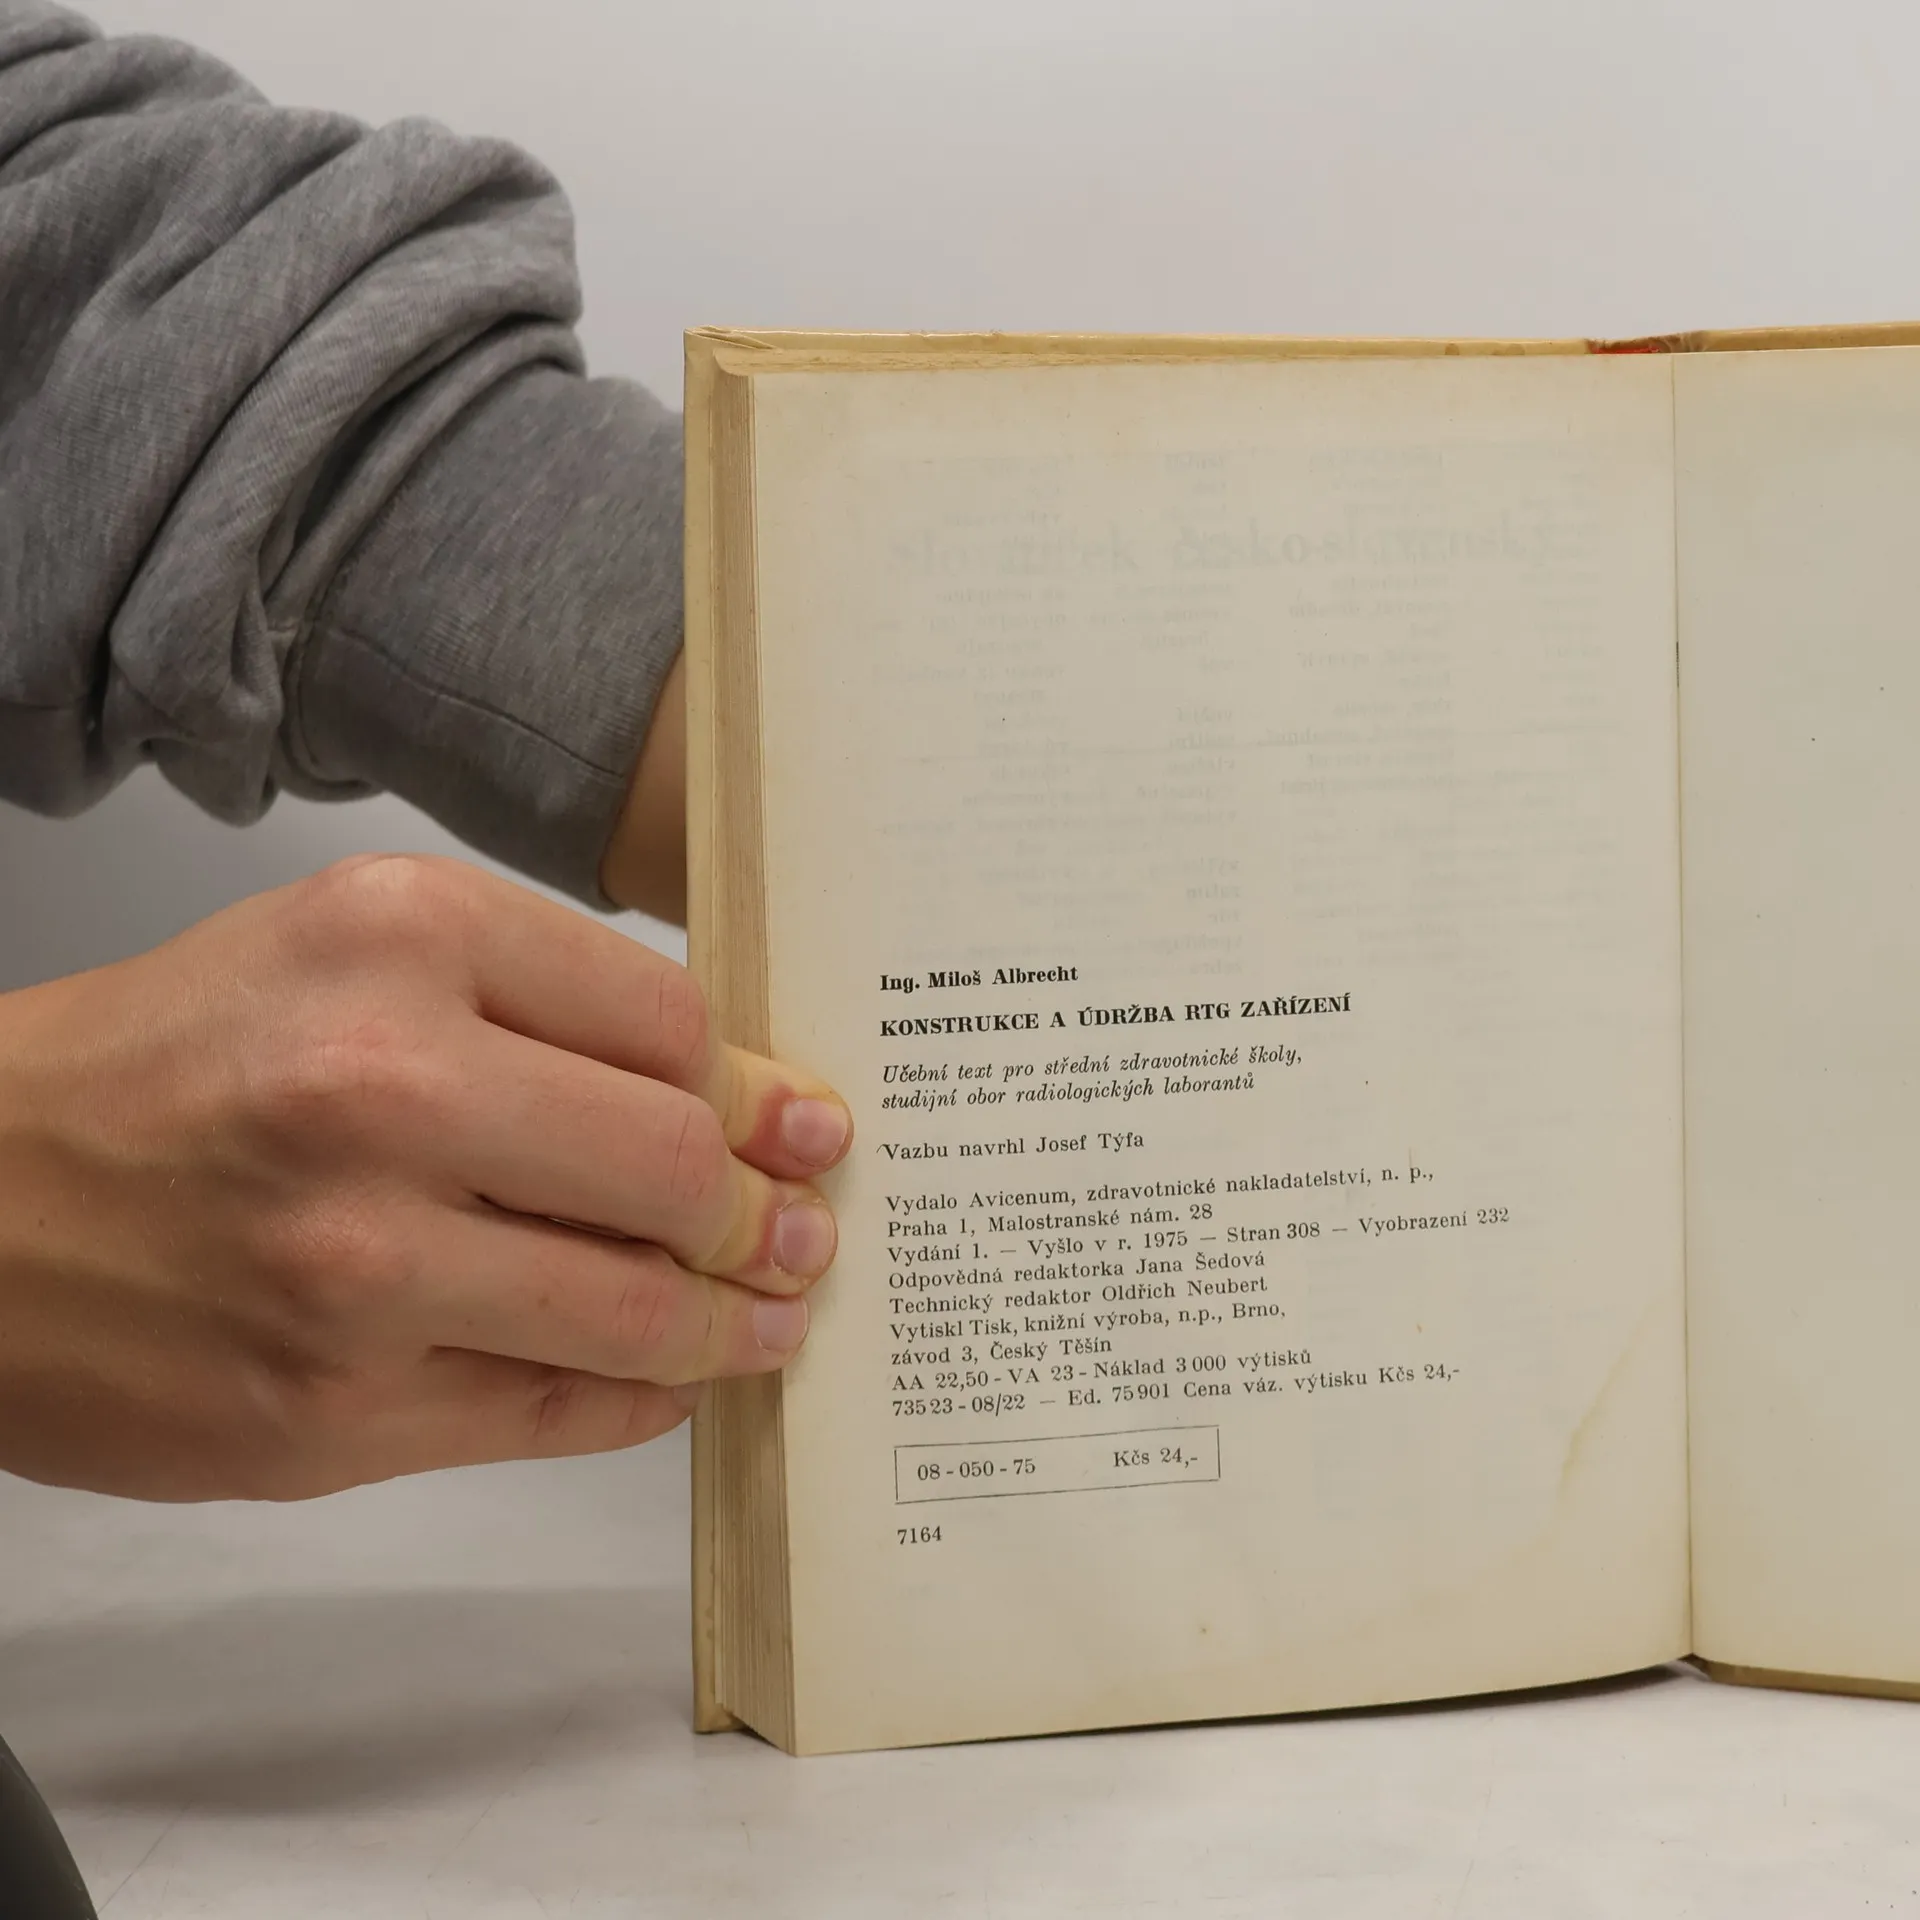 Ing. Miloš Albrecht
KONSTRUKCE A ÚDRŽBA RTG ZAŘÍZENÍ
Učební text pro střední zdravotnické školy,
studijní obor radiologických laborantů
Vazbu navrhl Josef Týfa
Vydalo Avicenum, zdravotnické nakladatelství, n. p.,
Praha 1, Malostranské nám. 28
Vydání 1. — Vyšlo v r. 1975 — Stran 308 — Vyobrazení 232
Odpovědná redaktorka Jana Šedová
Technický redaktor Oldřich Neubert
Vytiskl Tisk, knižní výroba, n.p., Brno,
závod 3, Český Těšín
AA 22,50 - VA 23 - Náklad 3 000 výtisků
735 23 - 08/22 — Ed. 75 901 Cena váz. výtisku Kčs 24,-
08 - 050 - 75 Kčs 24,-
7164